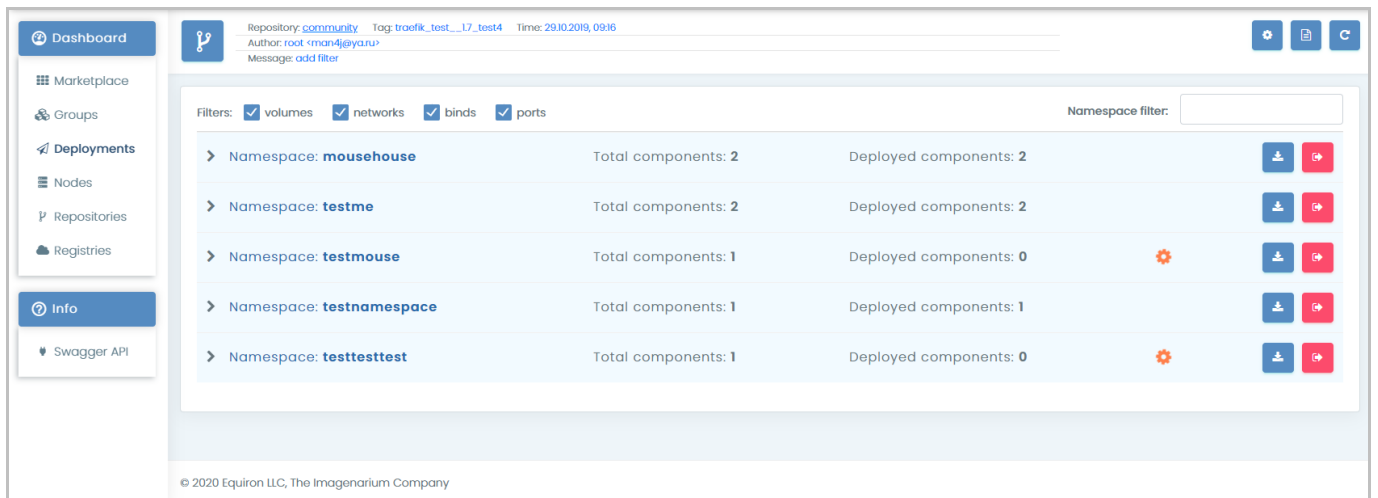 Dashboard
Marketplace
Groups
Deployments
Nodes
Repositories
Registries
Info
Swagger API
Repository: community Tag: traefik_test__1.7_test4 Time: 29.10.2019, 09:16
Author: root <man4j@ya.ru>
Message: add filter
Filters: volumes networks binds ports Namespace filter:
Namespace: mousehouse Total components: 2 Deployed components: 2
Namespace: testme Total components: 2 Deployed components: 2
Namespace: testmouse Total components: 1 Deployed components: 0
Namespace: testnamespace Total components: 1 Deployed components: 1
Namespace: testtesttest Total components: 1 Deployed components: 0
© 2020 Equiron LLC, The Imagenarium Company